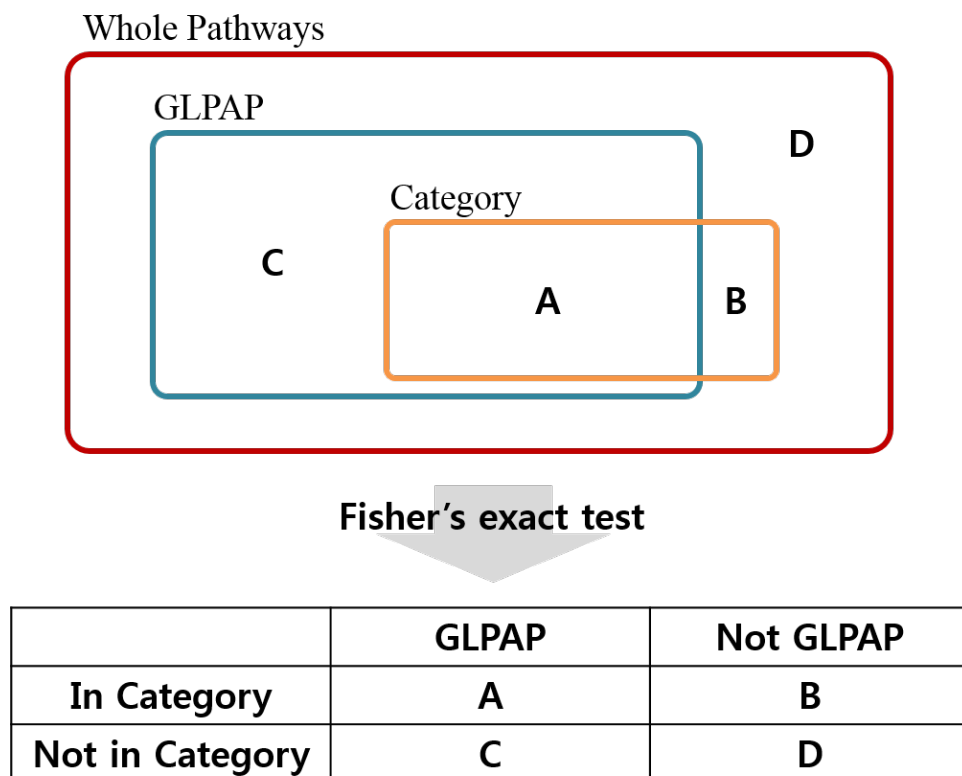 Whole Pathways
GLPAP
D
Category
C
A
B
Fisher's exact test
GLPAP Not GLPAP
In Category A B
Not in Category C D